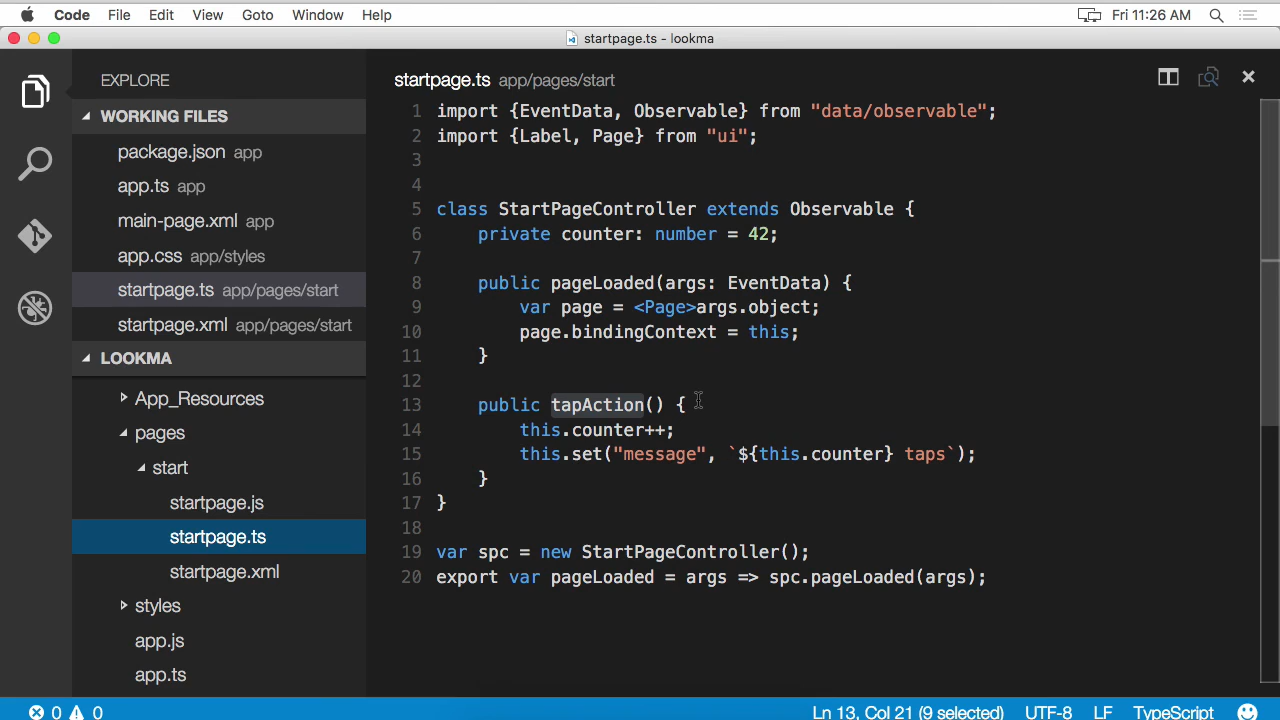 Code File Edit View Goto Window Help Fri 11:26 AM
startpage.ts - lookma
EXPLORE
WORKING FILES
package.json app
app.ts app
main-page.xml app
app.css app/styles
startpage.ts app/pages/start
startpage.xml app/pages/start
LOOKMA
App_Resources
pages
start
startpage.js
startpage.ts
startpage.xml
styles
app.js
app.ts
startpage.ts app/pages/start
1 import {EventData, Observable} from "data/observable";
2 import {Label, Page} from "ui";
3
4
5 class StartPageController extends Observable {
6 private counter: number = 42;
7
8 public pageLoaded(args: EventData) {
9 var page = <Page>args.object;
10 page.bindingContext = this;
11 }
12
13 public tapAction() {
14 this.counter++;
15 this.set("message", `${this.counter} taps`);
16 }
17 }
18
19 var spc = new StartPageController();
20 export var pageLoaded = args => spc.pageLoaded(args);
0 0 Ln 13, Col 21 (9 selected) UTF-8 LF TypeScript